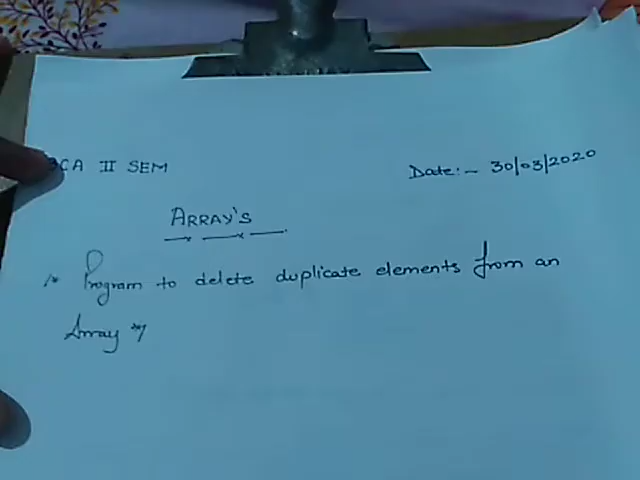 CA II SEM
Date:- 30/03/2020
ARRAY'S
/* Program to delete duplicate elements from an
Array */